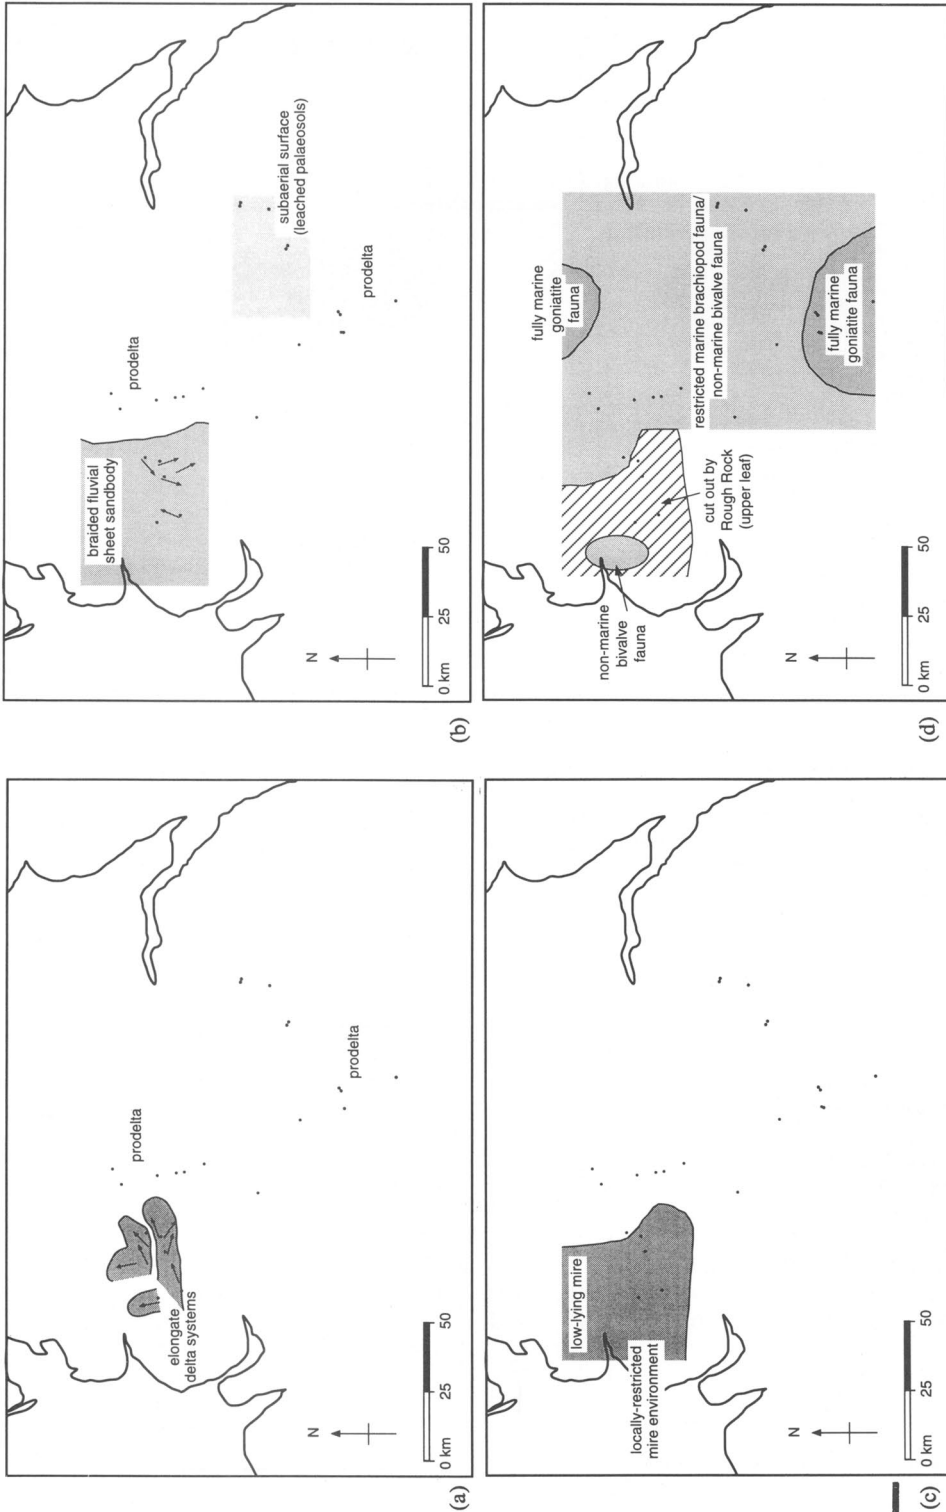 (a)
prodelta
prodelta
elongate
delta systems
N
0 km
25
50
(b)
braided fluvial
sheet sandbody
prodelta
subaerial surface
(leached palaeosols)
prodelta
N
0 km
25
50
(c)
low-lying mire
locally-restricted
mire environment
N
0 km
25
50
(d)
fully marine
goniatite
fauna
restricted marine brachiopod fauna/
non-marine bivalve fauna
fully marine
goniatite fauna
cut out by
Rough Rock
(upper leaf)
non-marine
bivalve
fauna
N
0 km
25
50